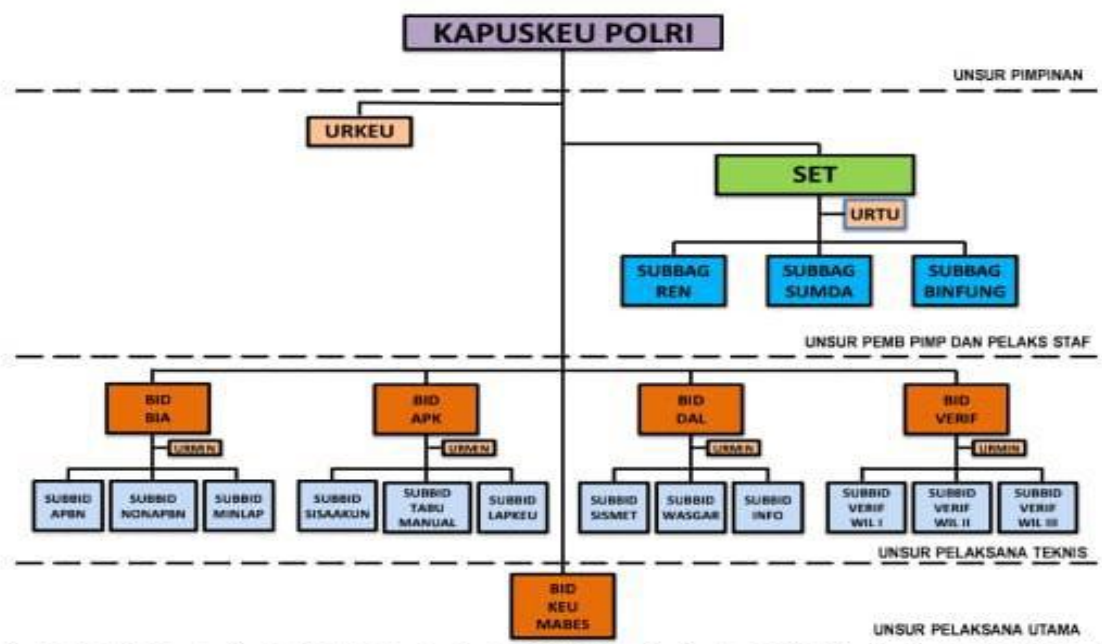 KAPUSKEU POLRI
UNSUR PIMPINAN
URKEU
SET
URTU
SUBBAG
REN
SUBBAG
SUMDA
SUBBAG
BINFUNG
UNSUR PEMB PIMP DAN PELAKS STAF
BID
BIA
BID
APK
BID
DAL
BID
VERIF
URMIN
URMIN
URMIN
URMIN
SUBBID
APBN
SUBBID
NONAPBN
SUBBID
MINLAP
SUBBID
SISAAKUN
SUBBID
TABU
MANUAL
SUBBID
LAPKEU
SUBBID
SISMET
SUBBID
WASGAR
SUBBID
INFO
SUBBID
VERIF
WIL I
SUBBID
VERIF
WIL II
SUBBID
VERIF
WIL III
UNSUR PELAKSANA TEKNIS
BID
KEU
MABES
UNSUR PELAKSANA UTAMA